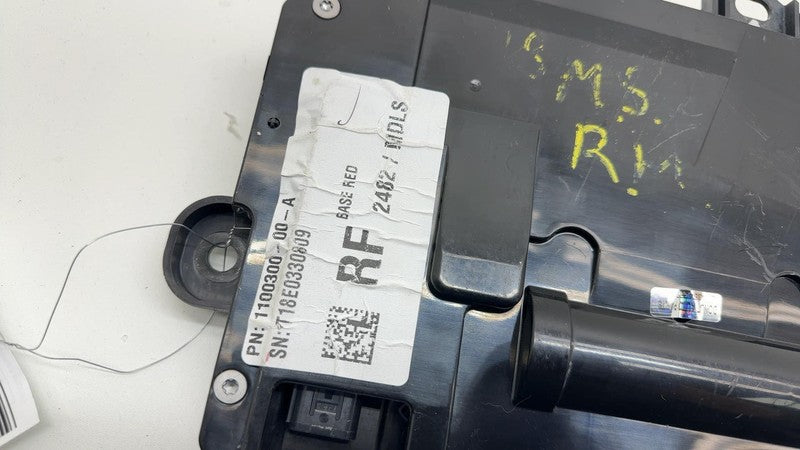 PN: 1100300-00-A
SN: T18E0330809
RF
BASE RED
2482 / MDLS
M.S.
R.M.